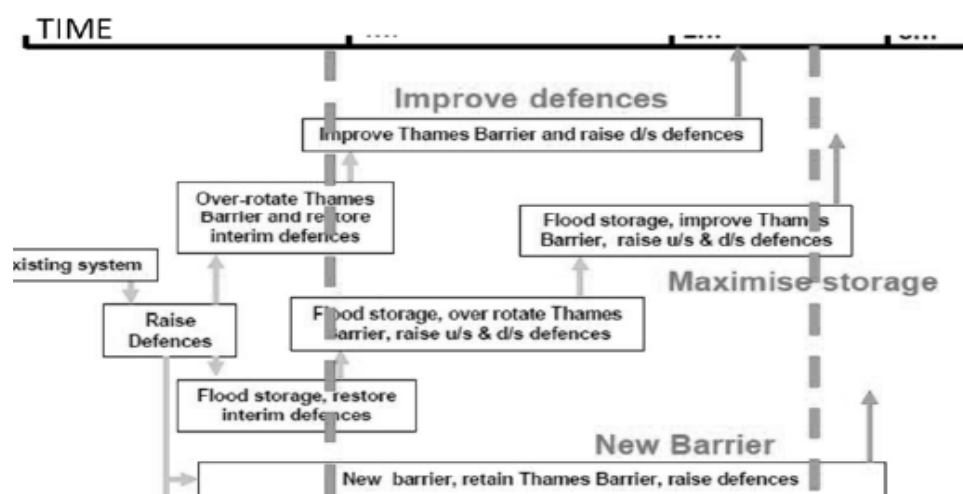 TIME
Improve defences
Improve Thames Barrier and raise d/s defences
Over-rotate Thames
Barrier and restore
interim defences
Flood storage, improve Thames
Barrier, raise u/s & d/s defences
xisting system
Maximise storage
Raise
Defences
Flood storage, over rotate Thames
Barrier, raise u/s & d/s defences
Flood storage, restore
interim defences
New Barrier
New barrier, retain Thames Barrier, raise defences